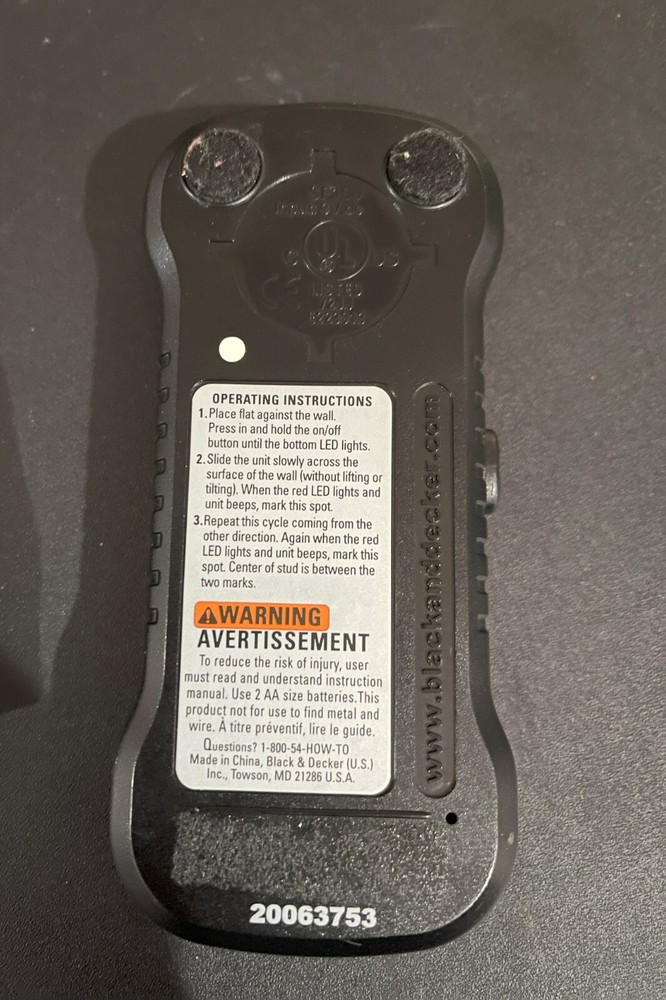 Input 3V DC
UL
LISTED
CE
OPERATING INSTRUCTIONS
1. Place flat against the wall.
Press in and hold the on/off
button until the bottom LED lights.
2. Slide the unit slowly across the
surface of the wall (without lifting or
tilting). When the red LED lights and
unit beeps, mark this spot.
3. Repeat this cycle coming from the
other direction. Again when the red
LED lights and unit beeps, mark this
spot. Center of stud is between the
two marks.
WARNING
AVERTISSEMENT
To reduce the risk of injury, user
must read and understand instruction
manual. Use 2 AA size batteries.This
product not for use to find metal and
wire. À titre préventif, lire le guide.
Questions? 1-800-54-HOW-TO
Made in China, Black & Decker (U.S.)
Inc., Towson, MD 21286 U.S.A.
www.blackanddecker.com
20063753